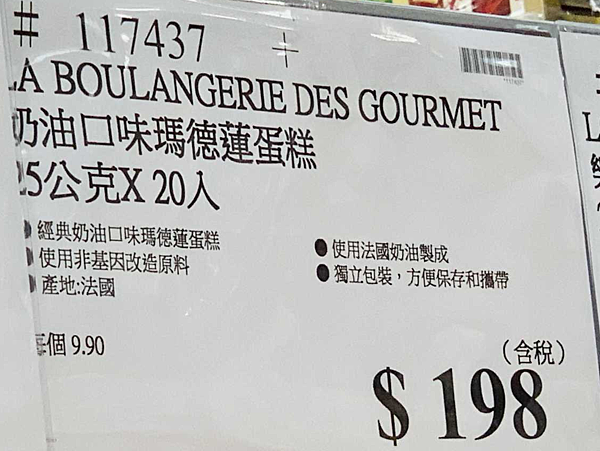 # 117437 +
LA BOULANGERIE DES GOURMET
奶油口味瑪德蓮蛋糕
25公克X 20入
● 經典奶油口味瑪德蓮蛋糕
● 使用非基因改造原料
● 產地:法國
● 使用法國奶油製成
● 獨立包裝，方便保存和攜帶
每個 9.90
（含稅）
$ 198